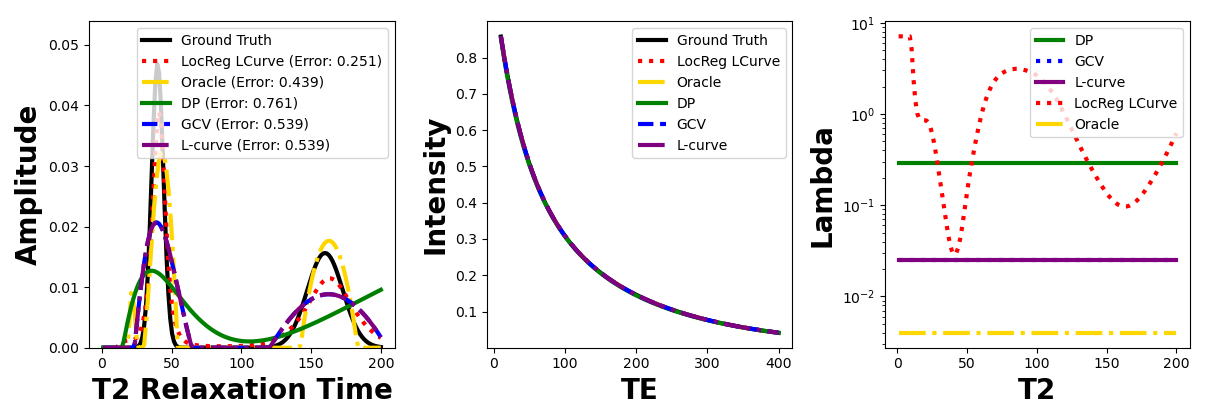 0.05
0.04
0.03
0.02
0.01
0.00
Amplitude
Ground Truth
LocReg LCurve (Error: 0.251)
Oracle (Error: 0.439)
DP (Error: 0.761)
GCV (Error: 0.539)
L-curve (Error: 0.539)
0 50 100 150 200
T2 Relaxation Time
0.8
0.7
0.6
0.5
0.4
0.3
0.2
0.1
Intensity
Ground Truth
LocReg LCurve
Oracle
DP
GCV
L-curve
0 100 200 300 400
TE
10¹
10⁰
10⁻¹
10⁻²
Lambda
DP
GCV
L-curve
LocReg LCurve
Oracle
0 50 100 150 200
T2